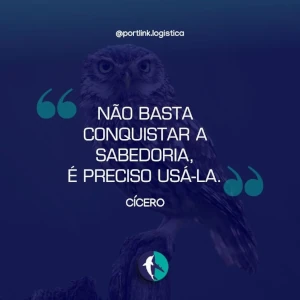 @portlink.logistica
NÃO BASTA
CONQUISTAR A
SABEDORIA,
É PRECISO USÁ-LA.
CÍCERO